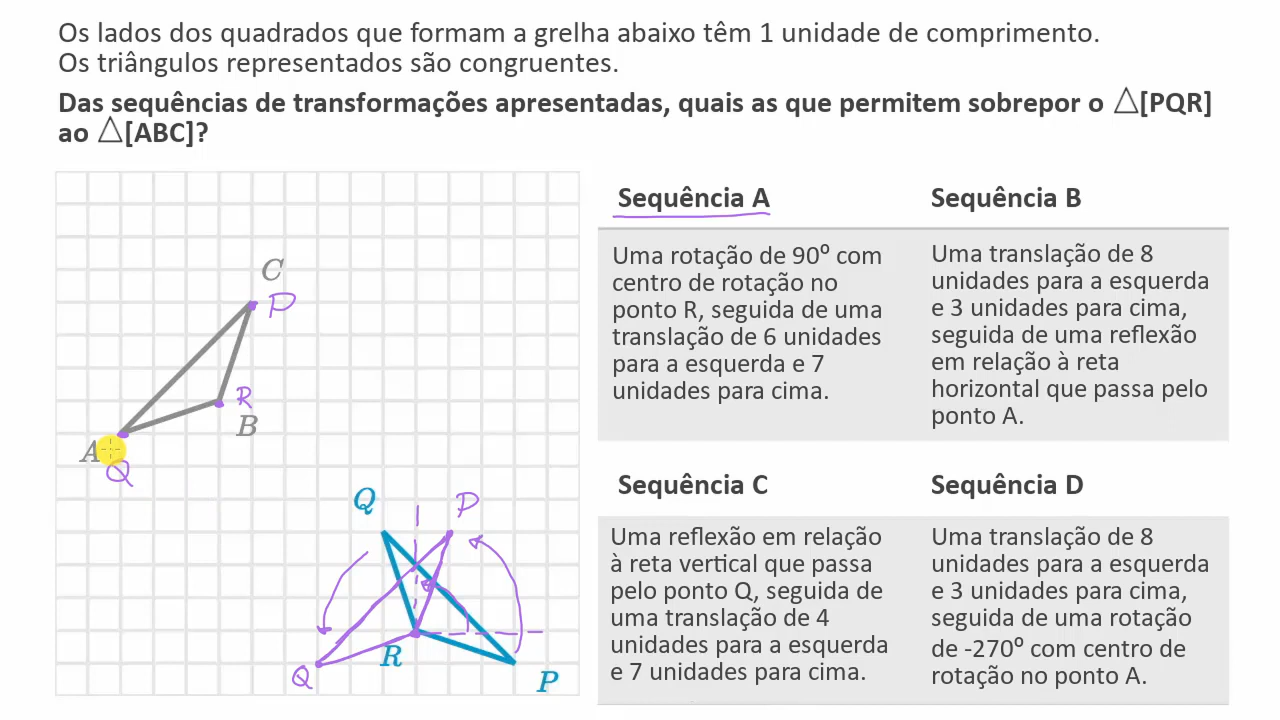 Os lados dos quadrados que formam a grelha abaixo têm 1 unidade de comprimento.
Os triângulos representados são congruentes.
Das sequências de transformações apresentadas, quais as que permitem sobrepor o △[PQR]
ao △[ABC]?
C
P
R
B
A
Q
Q
P
R
Q
P
Sequência A
Uma rotação de 90º com
centro de rotação no
ponto R, seguida de uma
translação de 6 unidades
para a esquerda e 7
unidades para cima.
Sequência B
Uma translação de 8
unidades para a esquerda
e 3 unidades para cima,
seguida de uma reflexão
em relação à reta
horizontal que passa pelo
ponto A.
Sequência C
Uma reflexão em relação
à reta vertical que passa
pelo ponto Q, seguida de
uma translação de 4
unidades para a esquerda
e 7 unidades para cima.
Sequência D
Uma translação de 8
unidades para a esquerda
e 3 unidades para cima,
seguida de uma rotação
de -270º com centro de
rotação no ponto A.